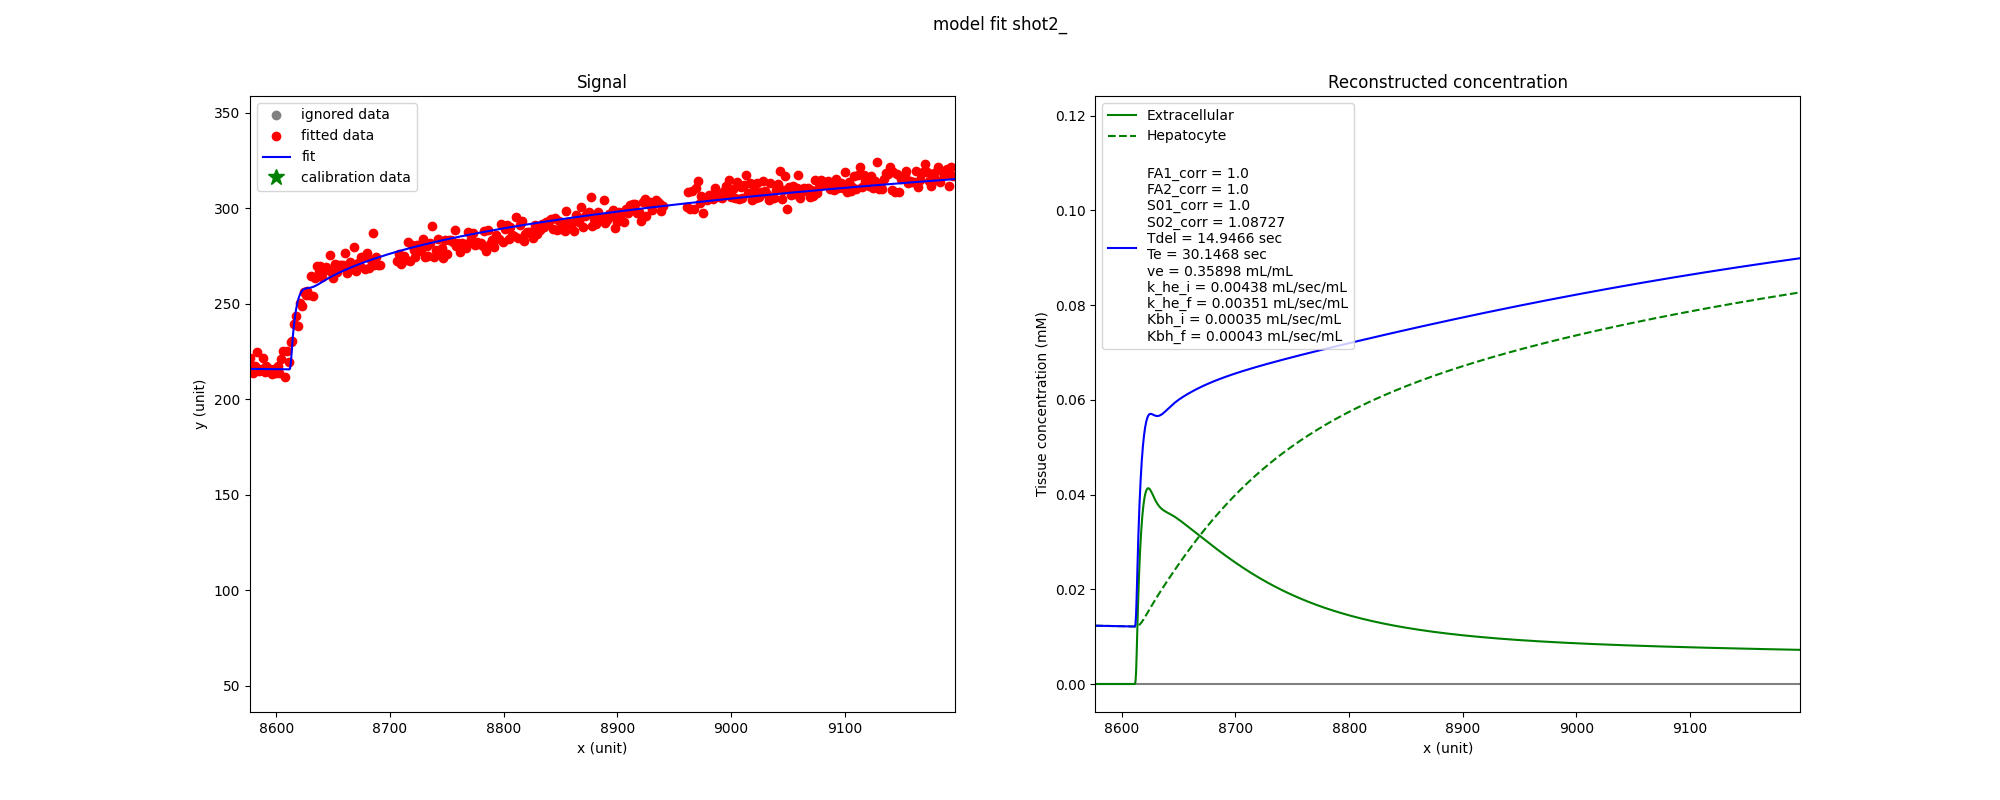 model fit shot2_
Signal
ignored data
fitted data
fit
calibration data
350
300
250
200
150
100
50
y (unit)
8600
8700
8800
8900
9000
9100
x (unit)
Reconstructed concentration
Extracellular
Hepatocyte
FA1_corr = 1.0
FA2_corr = 1.0
S01_corr = 1.0
S02_corr = 1.08727
Tdel = 14.9466 sec
Te = 30.1468 sec
ve = 0.35898 mL/mL
k_he_i = 0.00438 mL/sec/mL
k_he_f = 0.00351 mL/sec/mL
Kbh_i = 0.00035 mL/sec/mL
Kbh_f = 0.00043 mL/sec/mL
0.12
0.10
0.08
0.06
0.04
0.02
0.00
Tissue concentration (mM)
8600
8700
8800
8900
9000
9100
x (unit)